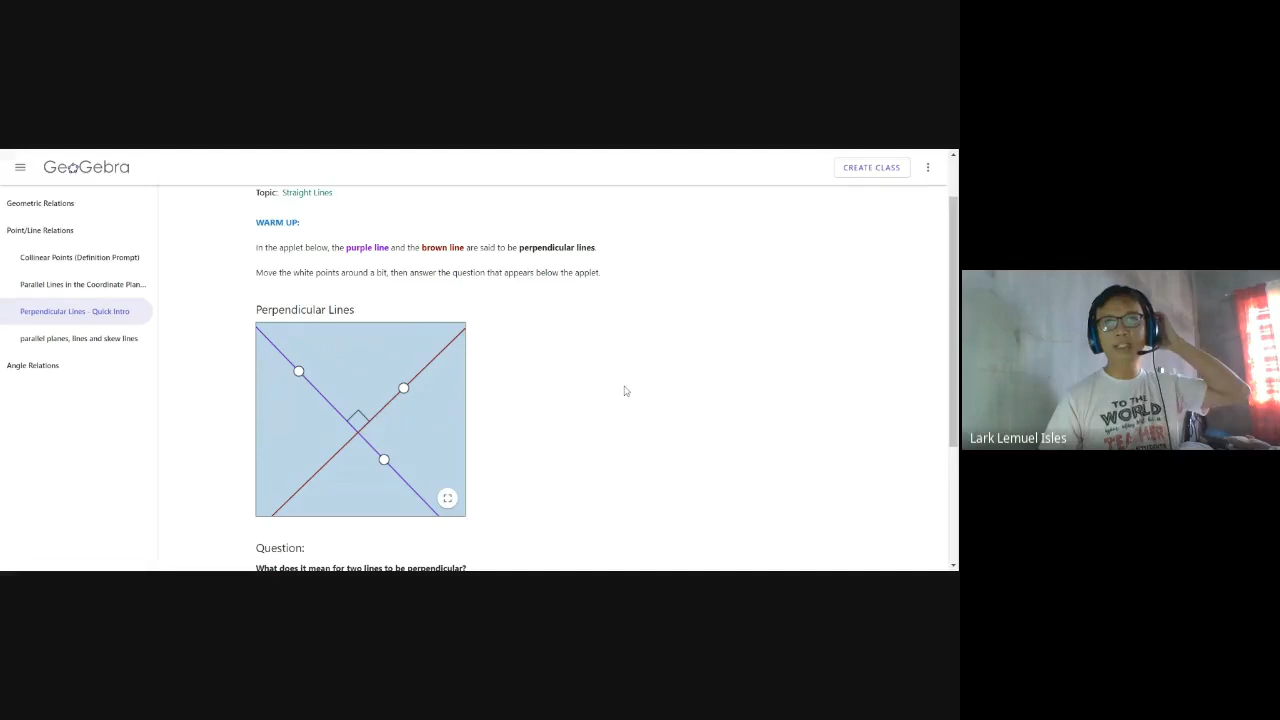 GeoGebra
CREATE CLASS
Geometric Relations
Point/Line Relations
Collinear Points (Definition Prompt)
Parallel Lines in the Coordinate Plan...
Perpendicular Lines - Quick Intro
parallel planes, lines and skew lines
Angle Relations
Topic: Straight Lines
WARM UP:
In the applet below, the purple line and the brown line are said to be perpendicular lines.
Move the white points around a bit, then answer the question that appears below the applet.
Perpendicular Lines
Question:
What does it mean for two lines to be perpendicular?
TO THE
WORLD
TEACHER
Lark Lemuel Isles